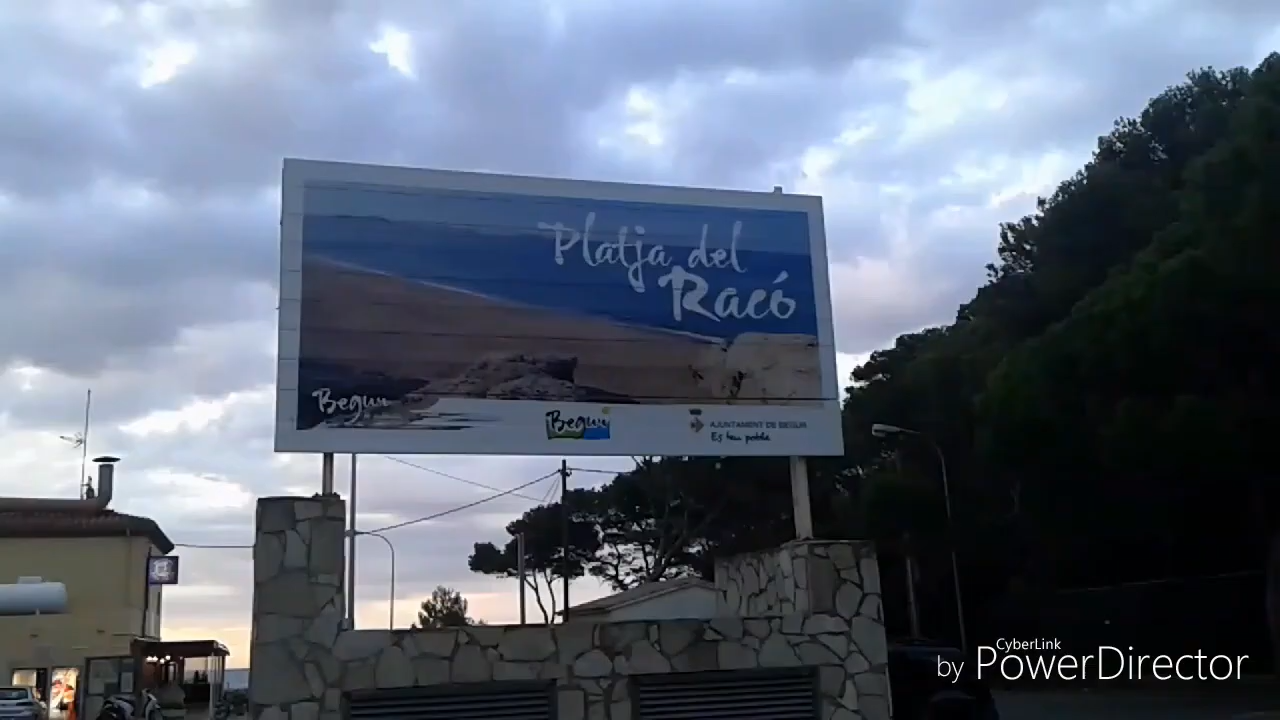 Platja del
Racó
Begur
Begur
AJUNTAMENT DE BEGUR
Es teu poble
CyberLink
by PowerDirector